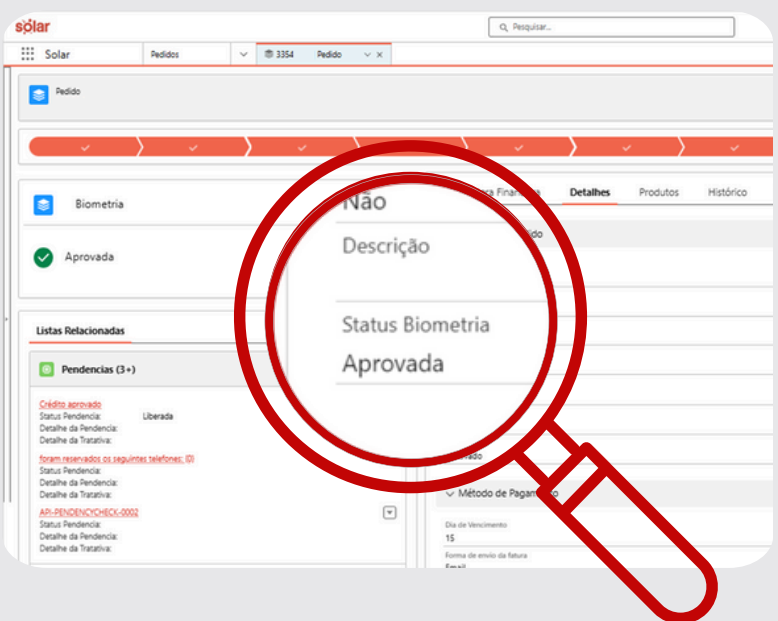 solar
Pesquisar...
Solar
Pedidos
3354 Pedido
Pedido
Biometria
Aprovada
Listas Relacionadas
Pendencias (3+)
Crédito aprovado
Status Pendencia: Liberada
Detalhe da Pendencia:
Detalhe da Tratativa:
foram reservados os seguintes telefones: (0)
Status Pendencia:
Detalhe da Pendencia:
Detalhe da Tratativa:
API-PENDENCYCHECK-0002
Status Pendencia:
Detalhe da Pendencia:
Detalhe da Tratativa:
Detalhes
Produtos
Histórico
Não
Descrição
Status Biometria
Aprovada
Método de
Dia de Vencimento
15
Forma de envio da fatura
Email